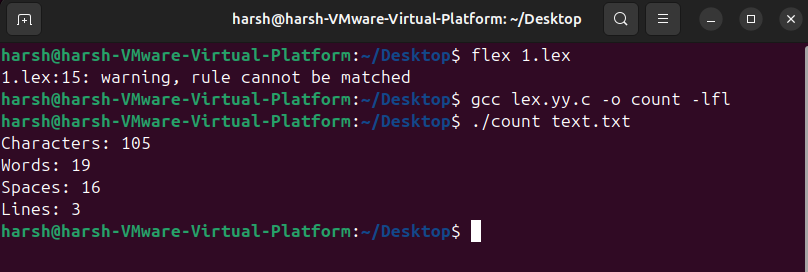 harsh@harsh-VMware-Virtual-Platform: ~/Desktop
harsh@harsh-VMware-Virtual-Platform:~/Desktop$ flex 1.lex
1.lex:15: warning, rule cannot be matched
harsh@harsh-VMware-Virtual-Platform:~/Desktop$ gcc lex.yy.c -o count -lfl
harsh@harsh-VMware-Virtual-Platform:~/Desktop$ ./count text.txt
Characters: 105
Words: 19
Spaces: 16
Lines: 3
harsh@harsh-VMware-Virtual-Platform:~/Desktop$